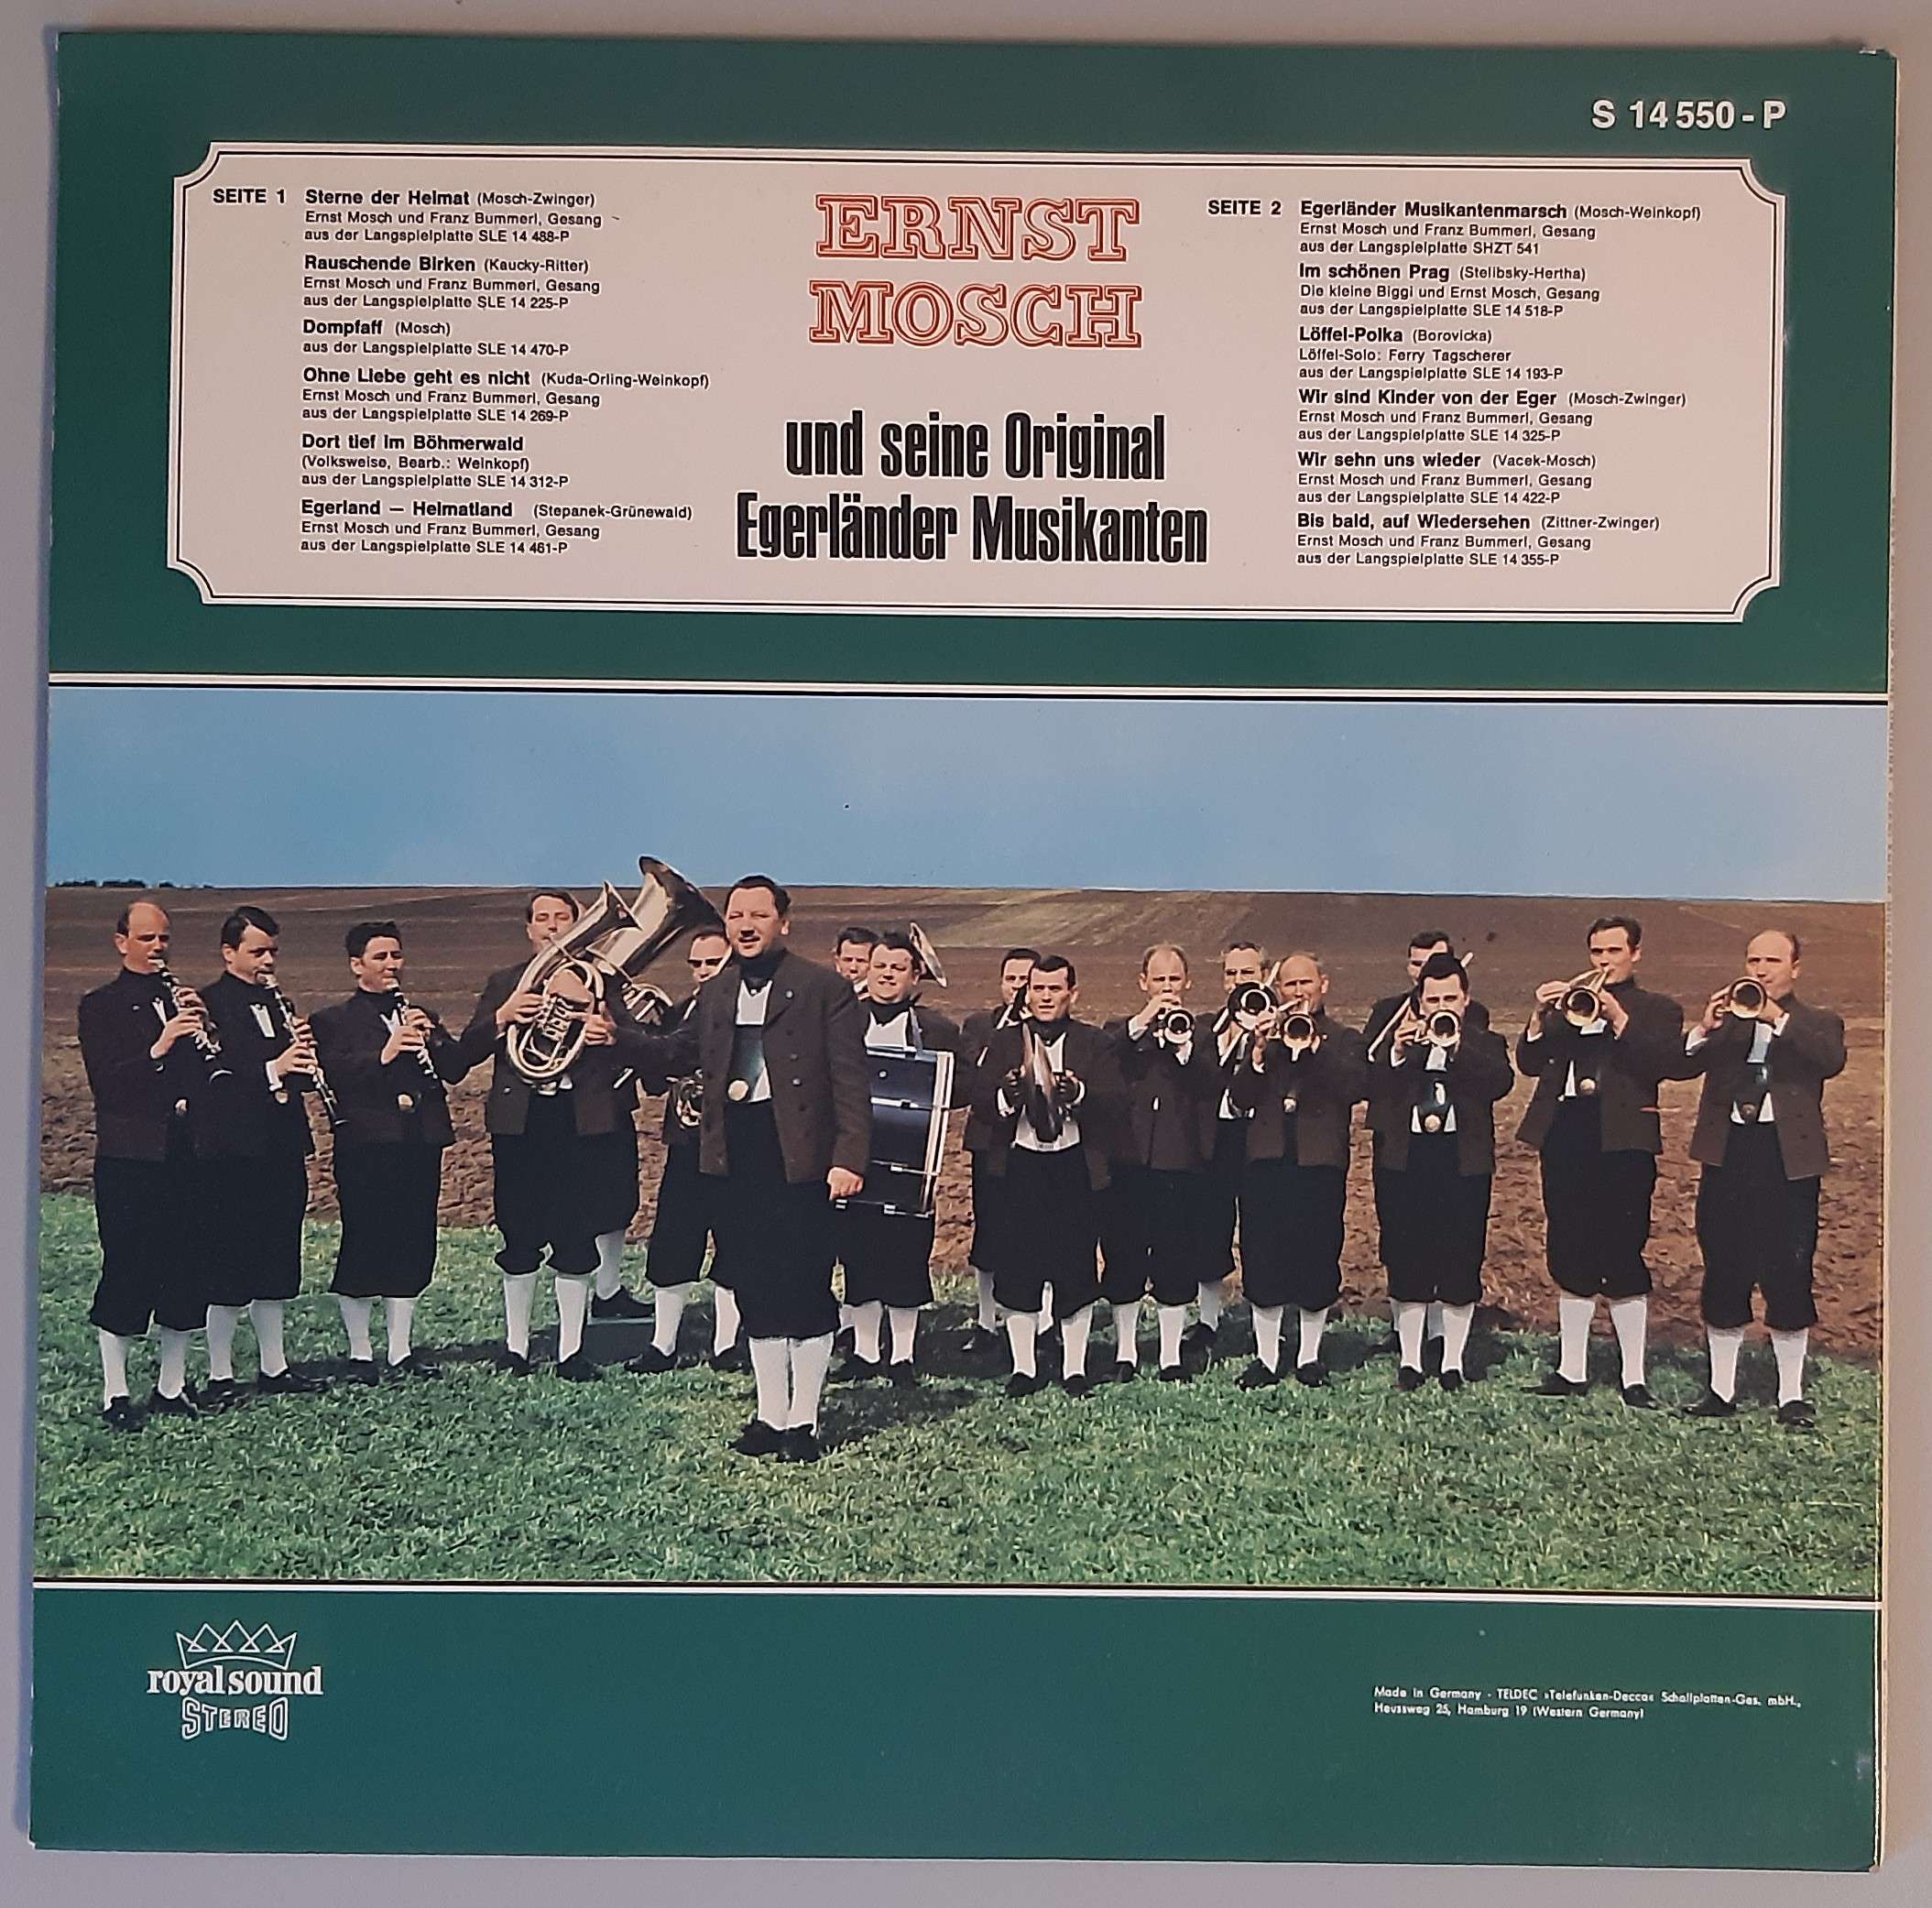 S 14 550 - P
SEITE 1 Sterne der Heimat (Mosch-Zwinger)
Ernst Mosch und Franz Bummerl, Gesang
aus der Langspielplatte SLE 14 488-P
Rauschende Birken (Kaucky-Ritter)
Ernst Mosch und Franz Bummerl, Gesang
aus der Langspielplatte SLE 14 225-P
Dompfaff (Mosch)
aus der Langspielplatte SLE 14 470-P
Ohne Liebe geht es nicht (Kuda-Orling-Weinkopf)
Ernst Mosch und Franz Bummerl, Gesang
aus der Langspielplatte SLE 14 269-P
Dort tief im Böhmerwald
(Volksweise, Bearb.: Weinkopf)
aus der Langspielplatte SLE 14 312-P
Egerland — Heimatland (Stepanek-Grünewald)
Ernst Mosch und Franz Bummerl, Gesang
aus der Langspielplatte SLE 14 461-P
ERNST
MOSCH
und seine Original
Egerländer Musikanten
SEITE 2 Egerländer Musikantenmarsch (Mosch-Weinkopf)
Ernst Mosch und Franz Bummerl, Gesang
aus der Langspielplatte SHZT 541
Im schönen Prag (Stelibsky-Hertha)
Die kleine Biggi und Ernst Mosch, Gesang
aus der Langspielplatte SLE 14 518-P
Löffel-Polka (Borovicka)
Löffel-Solo: Ferry Tagscherer
aus der Langspielplatte SLE 14 193-P
Wir sind Kinder von der Eger (Mosch-Zwinger)
Ernst Mosch und Franz Bummerl, Gesang
aus der Langspielplatte SLE 14 325-P
Wir sehn uns wieder (Vacek-Mosch)
Ernst Mosch und Franz Bummerl, Gesang
aus der Langspielplatte SLE 14 422-P
Bis bald, auf Wiedersehen (Zittner-Zwinger)
Ernst Mosch und Franz Bummerl, Gesang
aus der Langspielplatte SLE 14 355-P
royal sound
STEREO
Made in Germany · TELDEC »Telefunken-Decca« Schallplatten-Ges. mbH.,
Heussweg 25, Hamburg 19 (Western Germany)